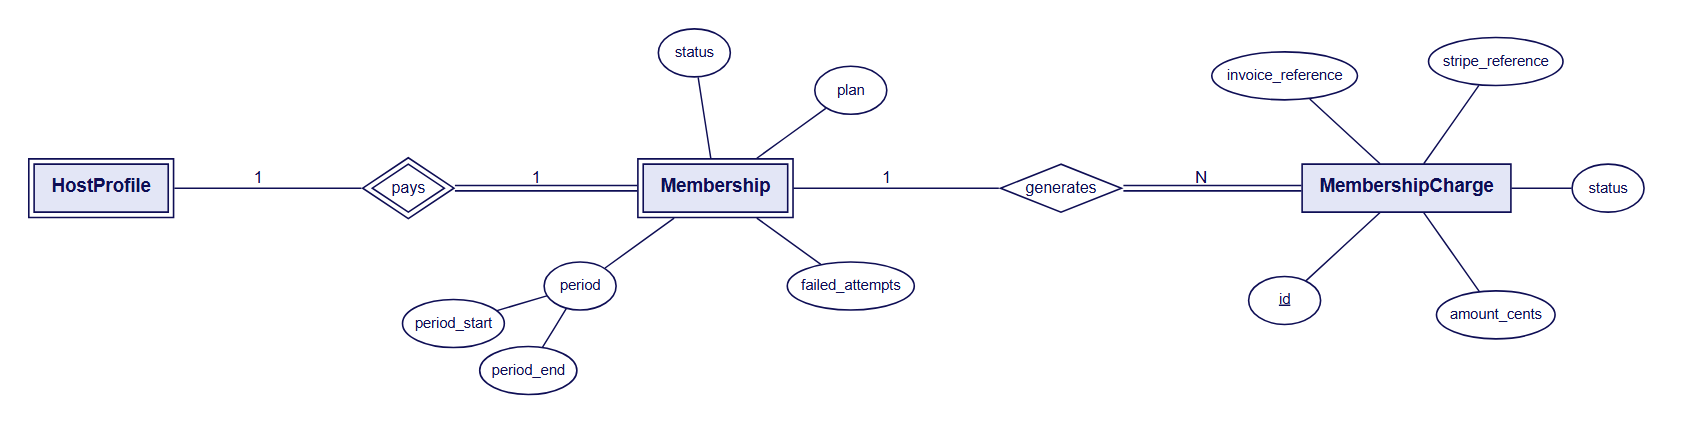 status
plan
invoice_reference
stripe_reference
HostProfile
1
pays
1
Membership
1
generates
N
MembershipCharge
status
period
failed_attempts
id
period_start
amount_cents
period_end